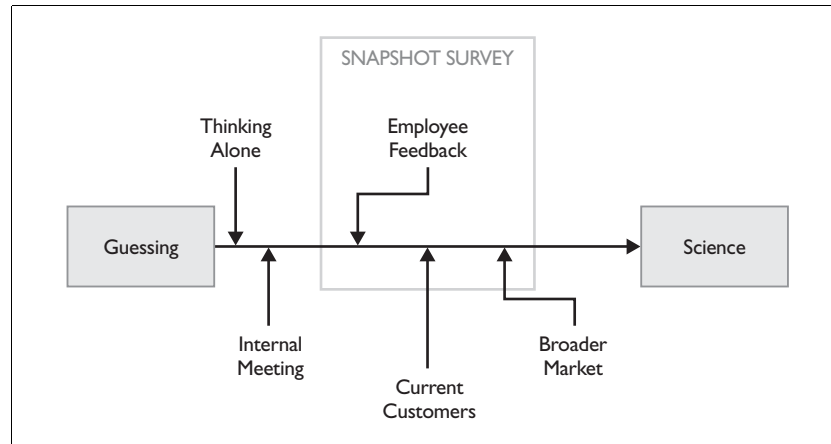 SNAPSHOT SURVEY
Thinking
Alone
Employee
Feedback
Guessing
Science
Internal
Meeting
Current
Customers
Broader
Market